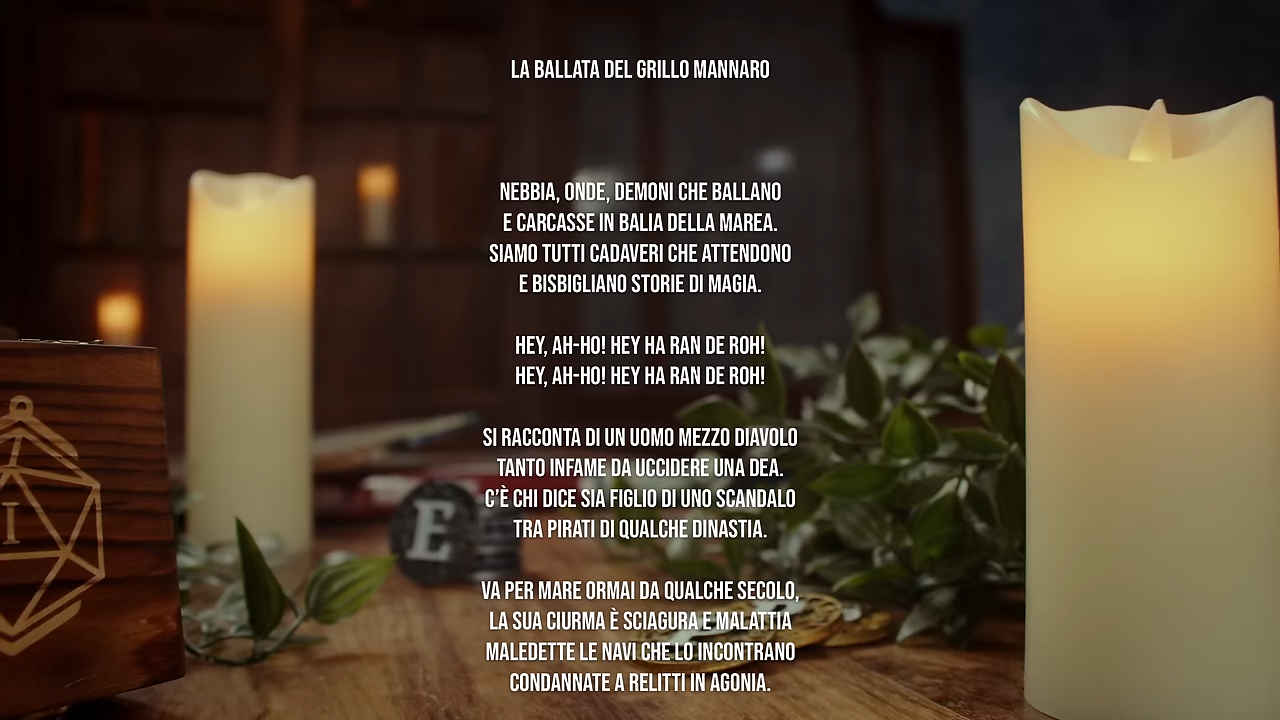 LA BALLATA DEL GRILLO MANNARO
NEBBIA, ONDE, DEMONI CHE BALLANO
E CARCASSE IN BALIA DELLA MAREA.
SIAMO TUTTI CADAVERI CHE ATTENDONO
E BISBIGLIANO STORIE DI MAGIA.
HEY, AH-HO! HEY HA RAN DE ROH!
HEY, AH-HO! HEY HA RAN DE ROH!
SI RACCONTA DI UN UOMO MEZZO DIAVOLO
TANTO INFAME DA UCCIDERE UNA DEA.
C'È CHI DICE SIA FIGLIO DI UNO SCANDALO
TRA PIRATI DI QUALCHE DINASTIA.
VA PER MARE ORMAI DA QUALCHE SECOLO,
LA SUA CIURMA È SCIAGURA E MALATTIA
MALEDETTE LE NAVI CHE LO INCONTRANO
CONDANNATE A RELITTI IN AGONIA.
I
E